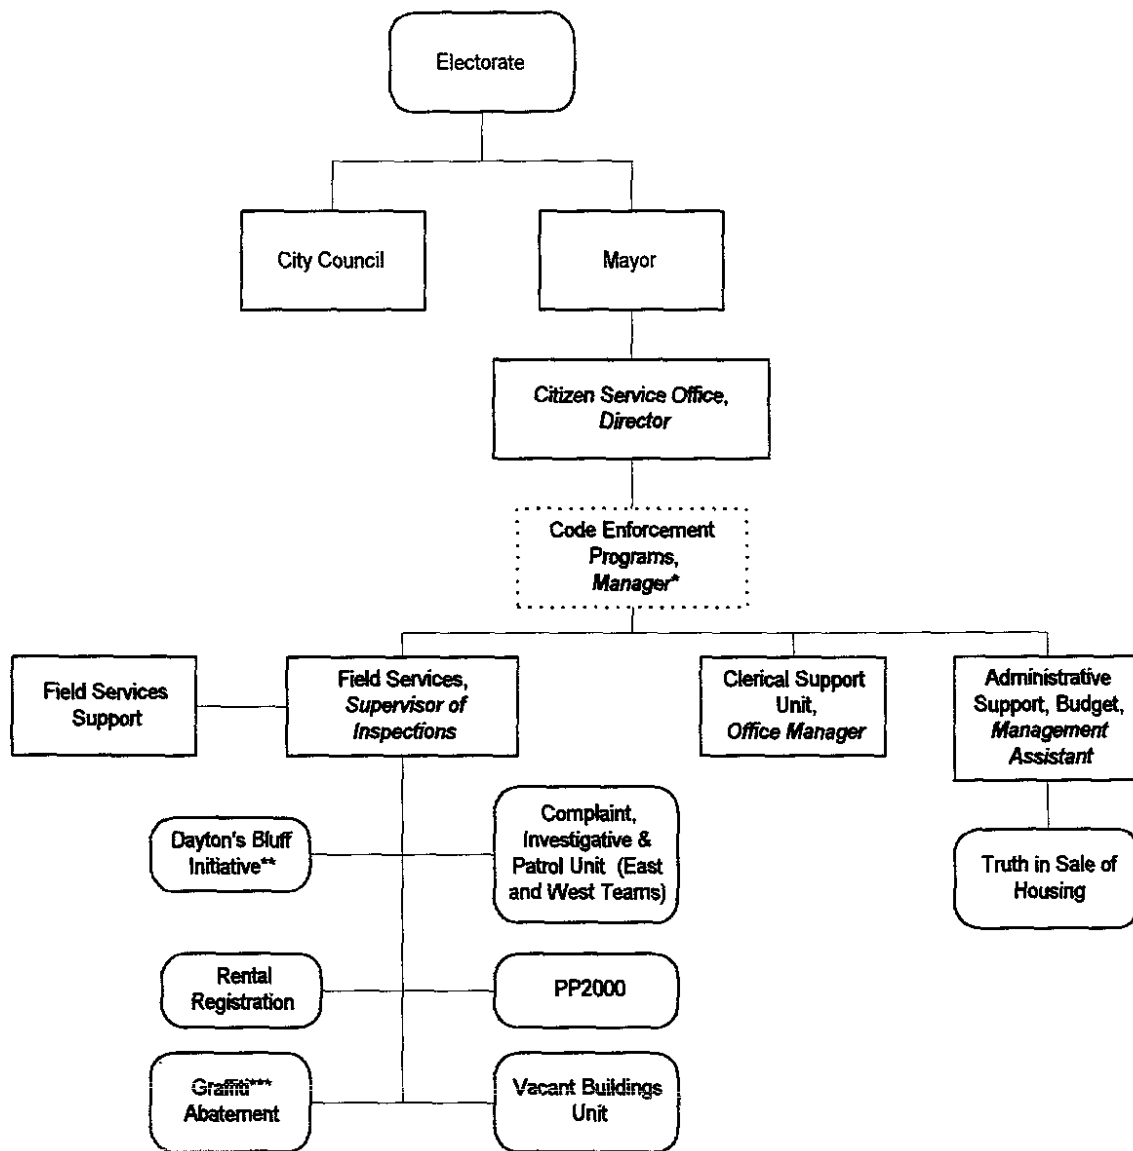 Electorate
City Council
Mayor
Citizen Service Office,
Director
Code Enforcement
Programs,
Manager*
Field Services
Support
Field Services,
Supervisor of
Inspections
Clerical Support
Unit,
Office Manager
Administrative
Support, Budget,
Management
Assistant
Dayton's Bluff
Initiative**
Complaint,
Investigative &
Patrol Unit (East
and West Teams)
Truth in Sale of
Housing
Rental
Registration
PP2000
Graffiti***
Abatement
Vacant Buildings
Unit